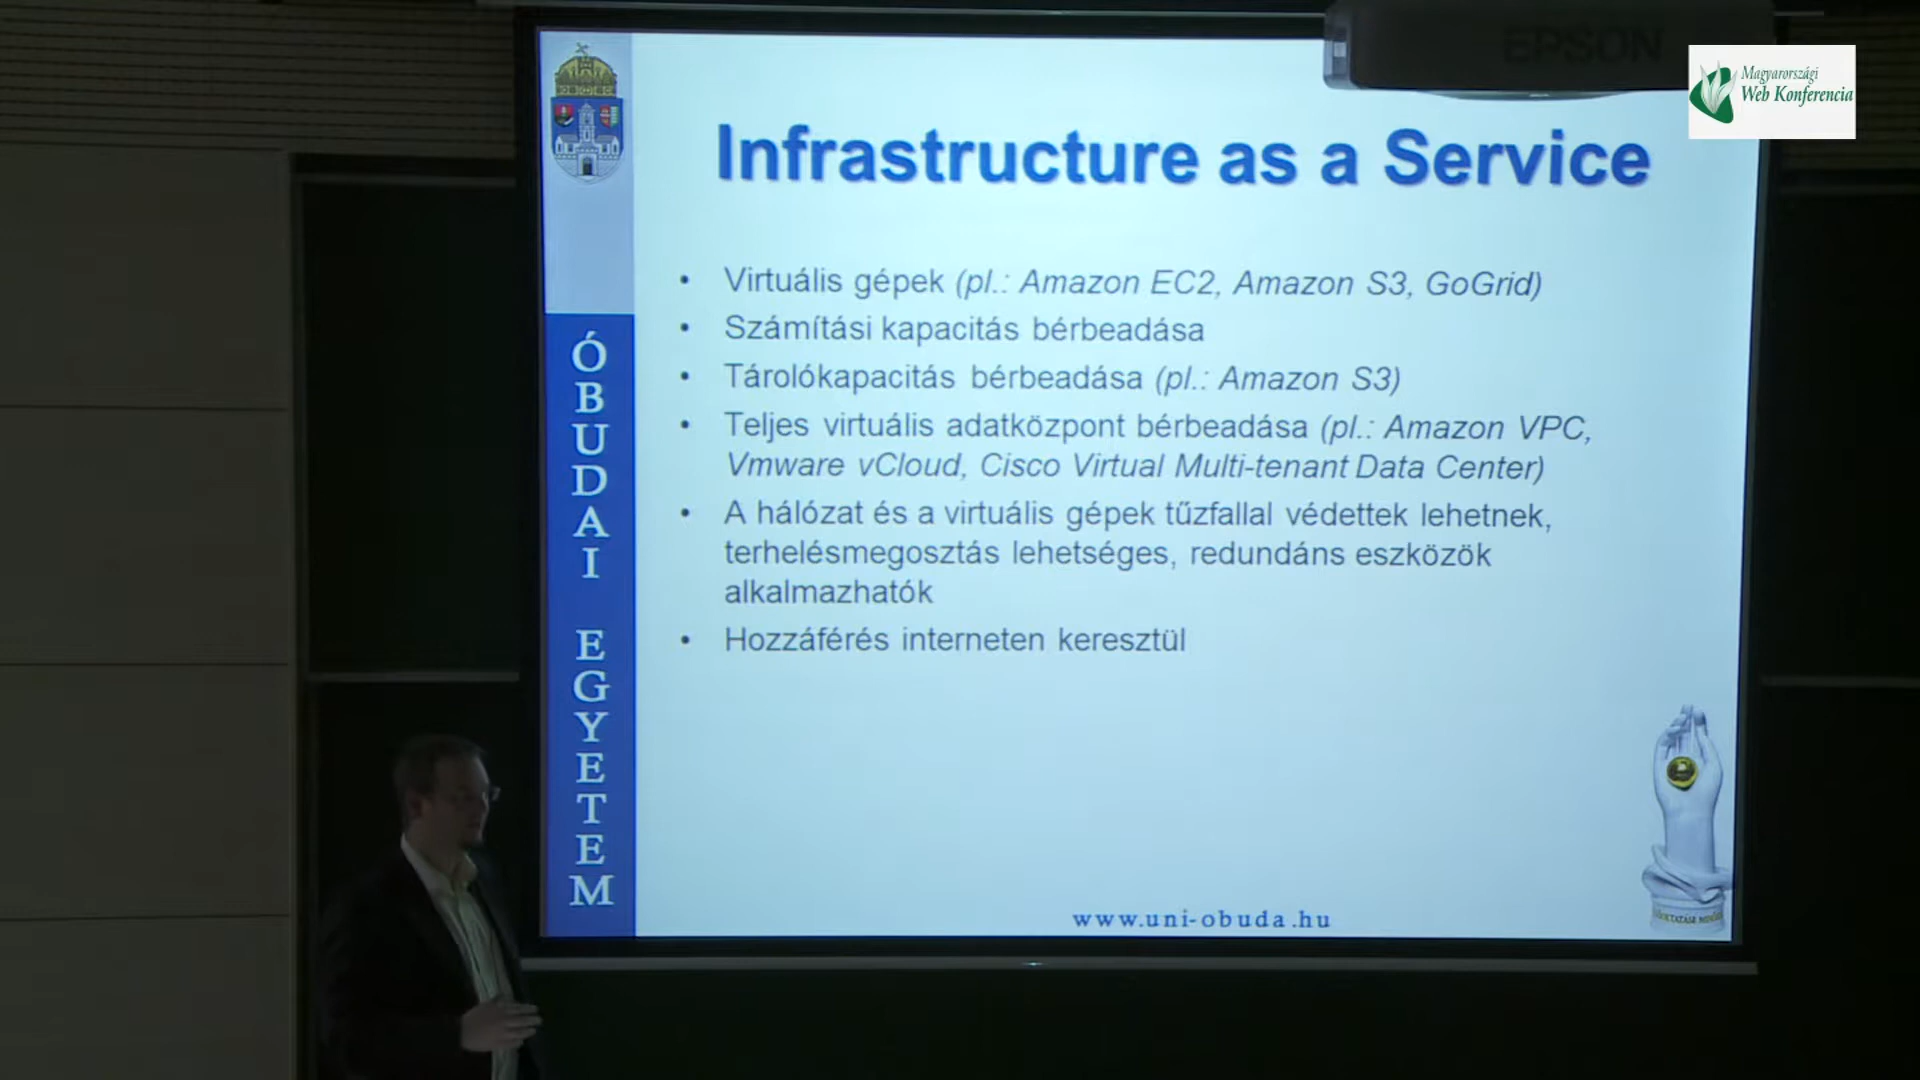 EPSON
Magyarországi
Web Konferencia
Infrastructure as a Service
• Virtuális gépek (pl.: Amazon EC2, Amazon S3, GoGrid)
• Számítási kapacitás bérbeadása
• Tárolókapacitás bérbeadása (pl.: Amazon S3)
• Teljes virtuális adatközpont bérbeadása (pl.: Amazon VPC,
Vmware vCloud, Cisco Virtual Multi-tenant Data Center)
• A hálózat és a virtuális gépek tűzfallal védettek lehetnek,
terhelésmegosztás lehetséges, redundáns eszközök
alkalmazhatók
• Hozzáférés interneten keresztül
ÓBUDAI EGYETEM
www.uni-obuda.hu